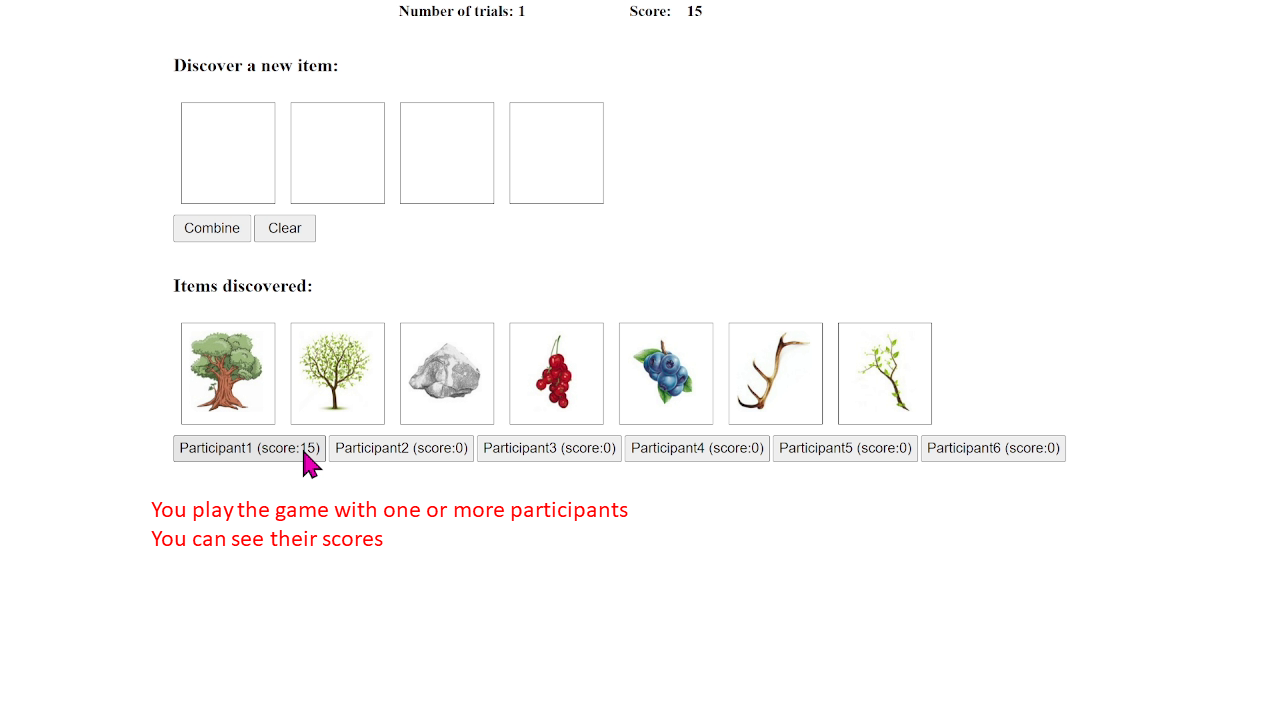 Number of trials: 1 Score: 15
Discover a new item:
Combine Clear
Items discovered:
Participant1 (score:15) Participant2 (score:0) Participant3 (score:0) Participant4 (score:0) Participant5 (score:0) Participant6 (score:0)
You play the game with one or more participants
You can see their scores